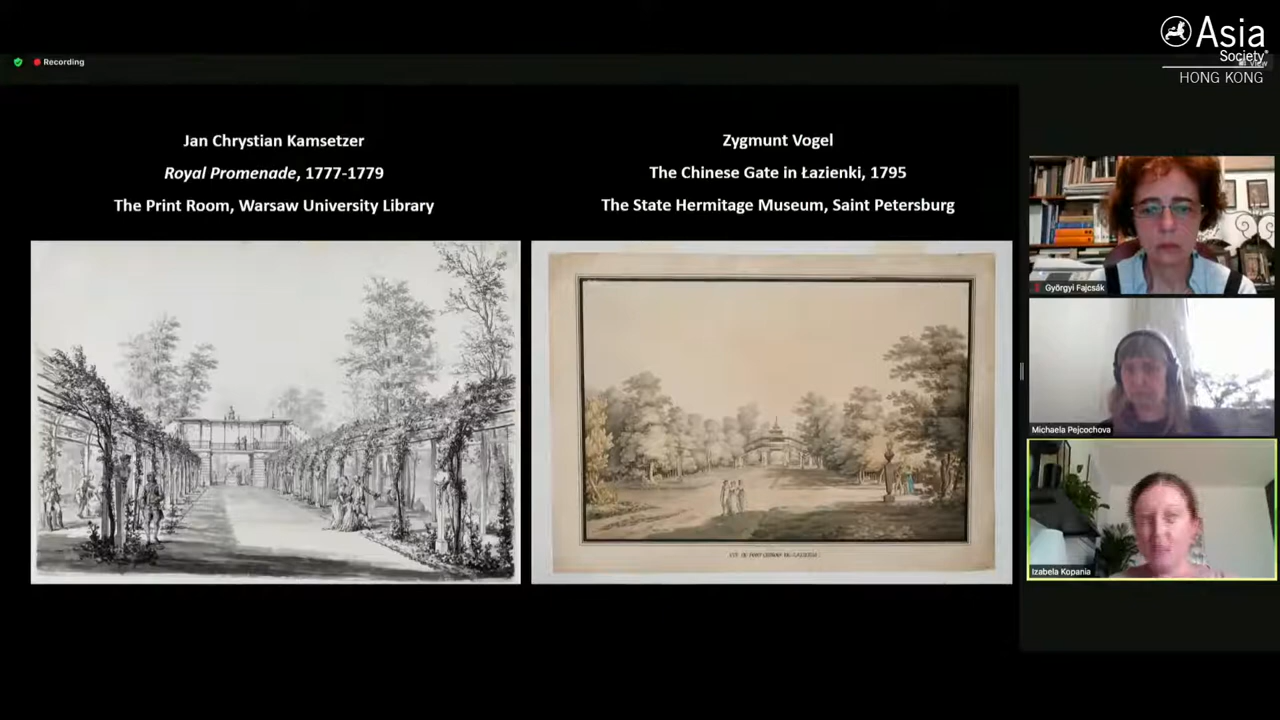 Asia
Society
HONG KONG
View
Recording
Jan Chrystian Kamsetzer
Royal Promenade, 1777-1779
The Print Room, Warsaw University Library
Zygmunt Vogel
The Chinese Gate in Łazienki, 1795
The State Hermitage Museum, Saint Petersburg
Györgyi Fajcsák
Michaela Pejcochova
Izabela Kopania